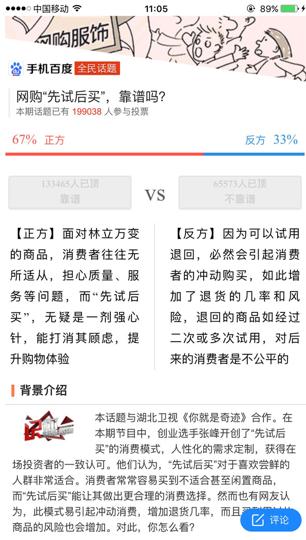 中国移动
11:05
89%
网购服饰
手机百度 全民话题
网购“先试后买”，靠谱吗?
本期话题已有 199038 人参与投票
67% 正方
反方 33%
133465人已顶
靠谱
VS
65573人已顶
不靠谱
【正方】面对林立万变
的商品，消费者往往无
所适从，担心质量、服
务等问题，而“先试后
买”，无疑是一剂强心
针，能打消其顾虑，提
升购物体验
【反方】因为可以试用
退回，必然会引起消费
者的冲动购买，如此增
加了退货的几率和风
险，退回的商品如经过
二次或多次试用，对后
来的消费者是不公平的
背景介绍
本话题与湖北卫视《你就是奇迹》合作。在
本期节目中，创业选手张峰开创了“先试后
买”的消费模式，人性化的需求定制，获得在
场投资者的一致认可。他们认为，“先试后买”对于喜欢尝鲜的
人群非常适合。消费者常常容易买到不适合甚至闲置商品，
而“先试后买”能让其做出更合理的消费选择。然而也有网友认
为，此模式易引起冲动消费，增加退货几率，而且
商品的风险也会增加。对此，你怎么看?
评论